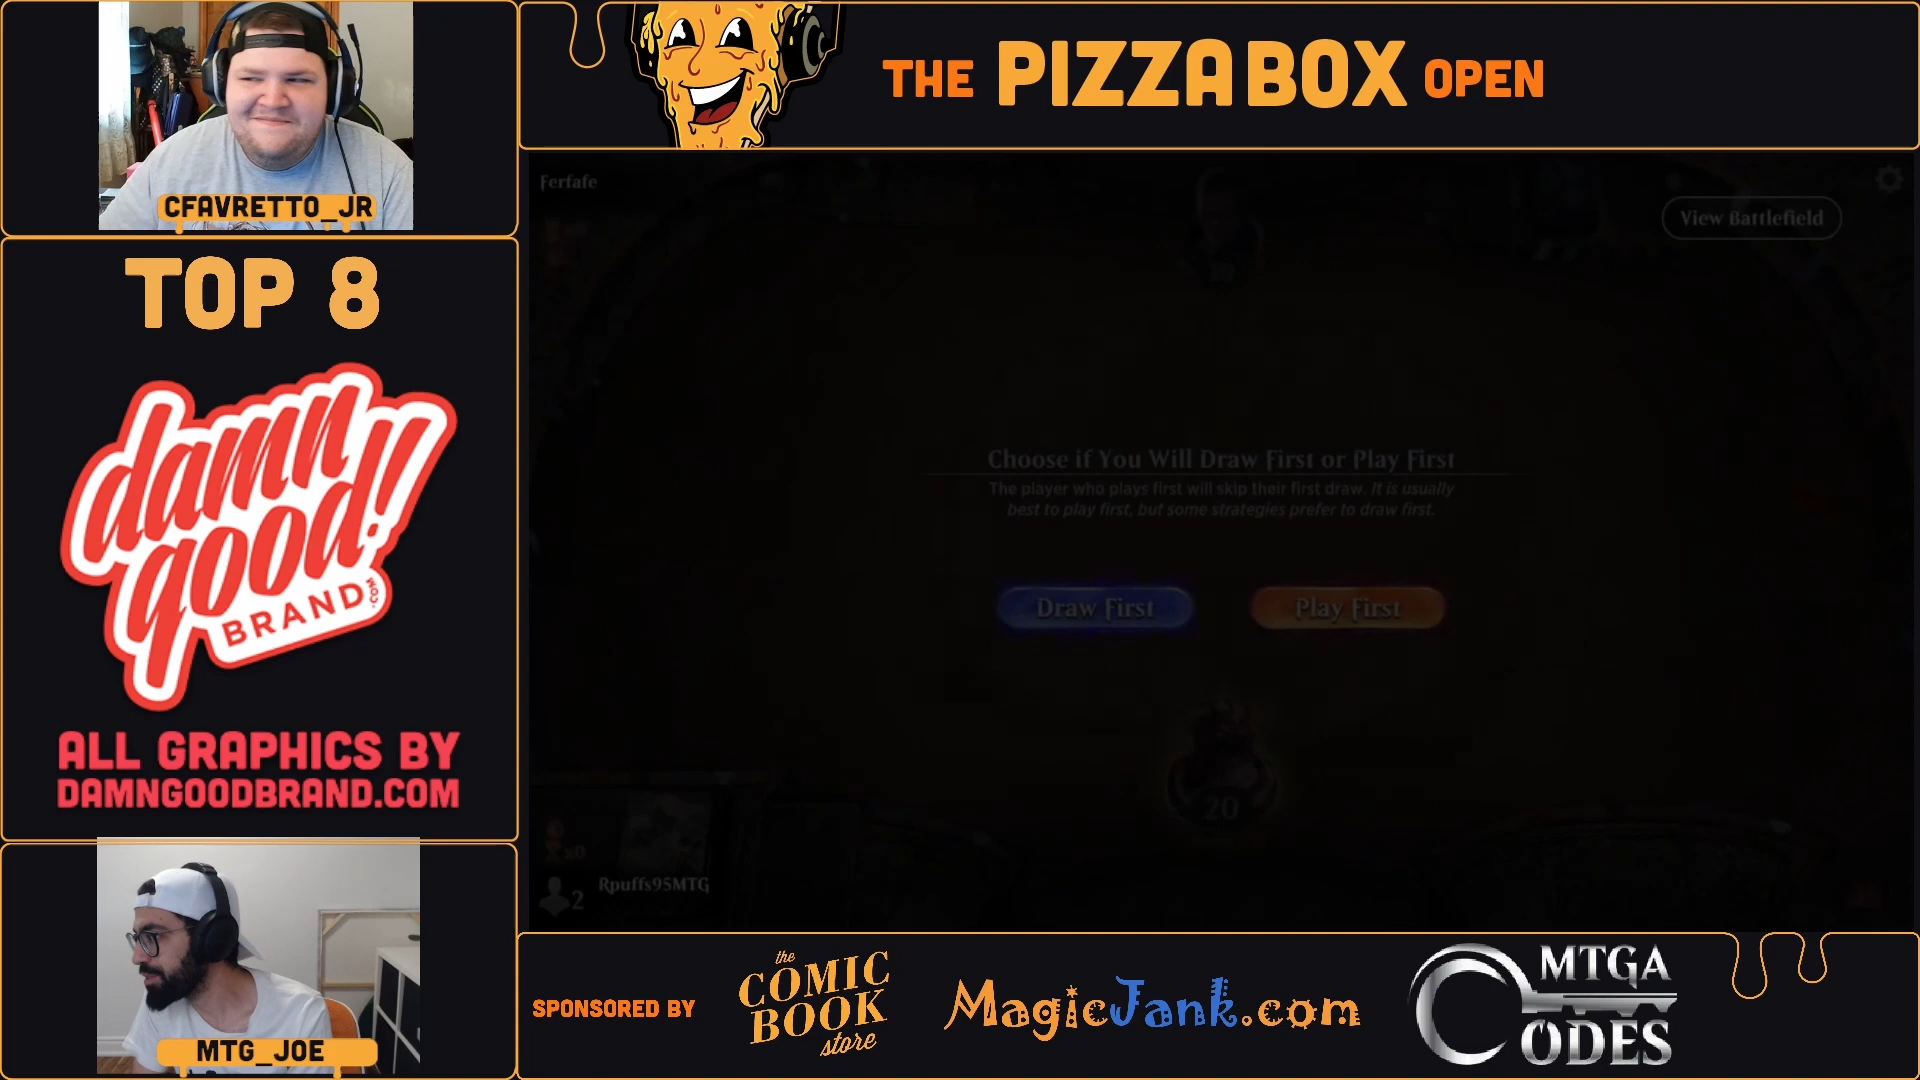 CFAVRETTO_JR
THE PIZZA BOX OPEN
Ferfafe
View Battlefield
TOP 8
damn
good!!
BRAND.COM
ALL GRAPHICS BY
DAMNGOODBRAND.COM
Choose if You Will Draw First or Play First
The player who plays first will skip their first draw. It is usually
best to play first, but some strategies prefer to draw first.
Draw First
Play First
20
x0
2
Rpuffs95MTG
MTG_JOE
SPONSORED BY
the
COMIC
BOOK
store
MagicJank.com
MTGA
CODES